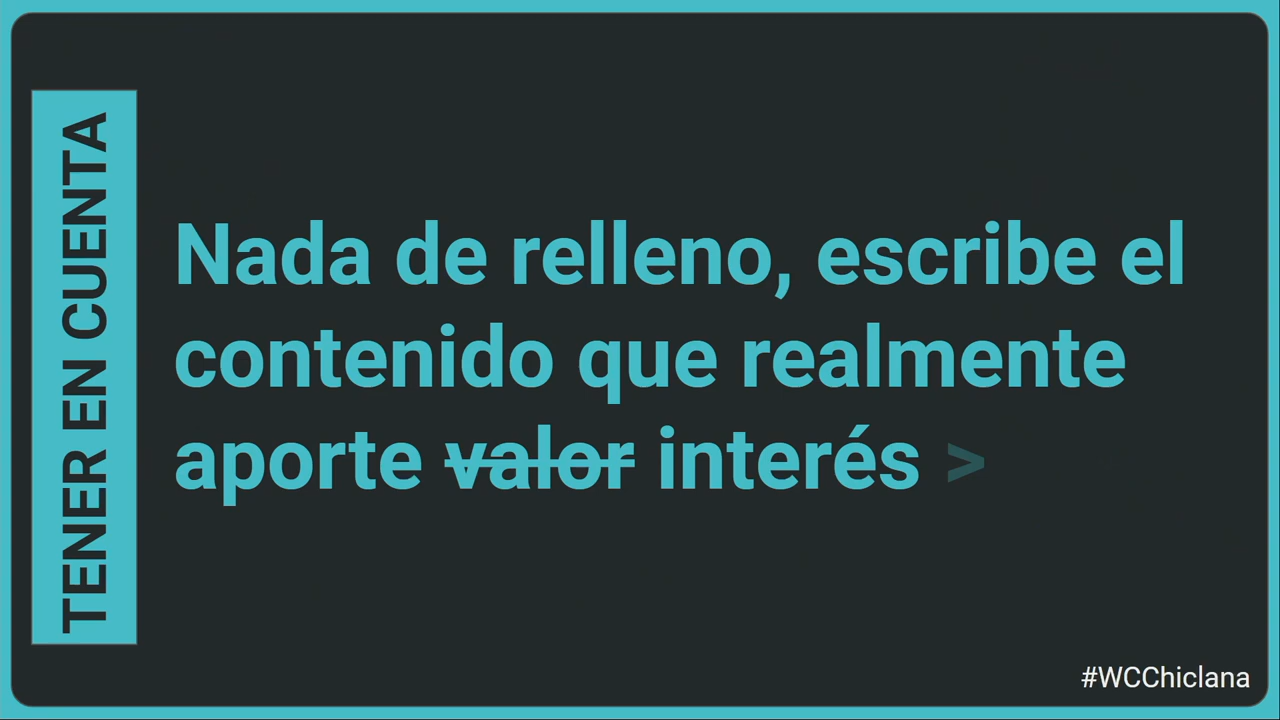 TENER EN CUENTA
Nada de relleno, escribe el
contenido que realmente
aporte valor interés >
#WCChiclana